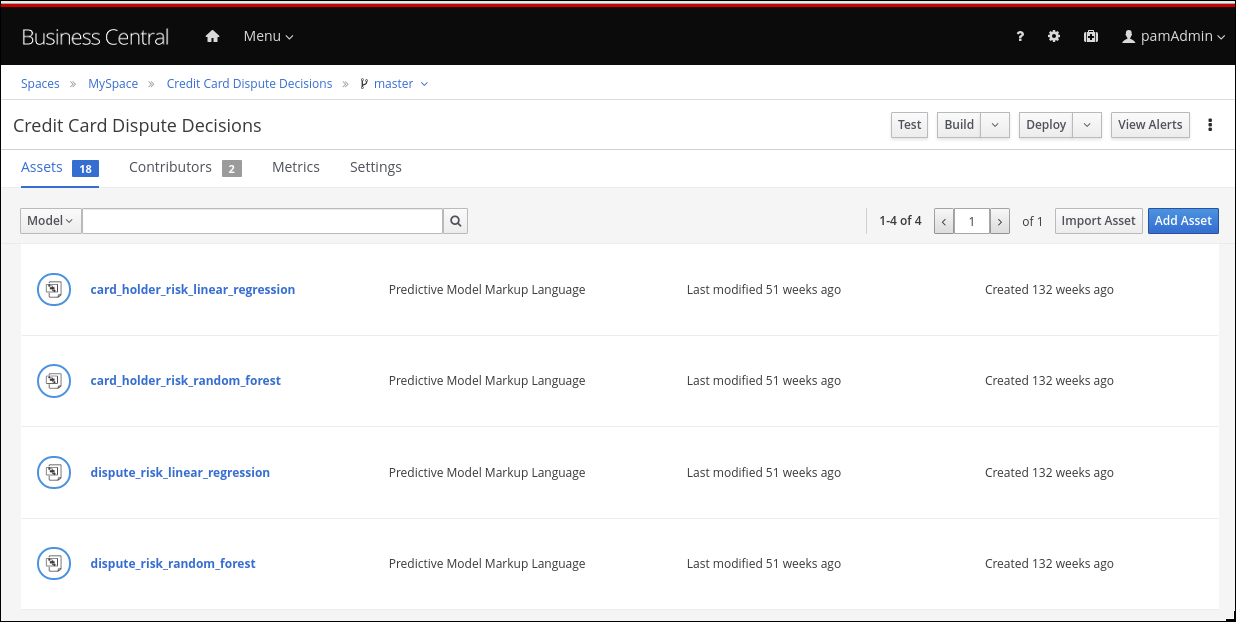 Business Central Menu ? pamAdmin
Spaces » MySpace » Credit Card Dispute Decisions » master
Credit Card Dispute Decisions Test Build Deploy View Alerts
Assets 18 Contributors 2 Metrics Settings
Model 1-4 of 4 < 1 > of 1 Import Asset Add Asset
card_holder_risk_linear_regression Predictive Model Markup Language Last modified 51 weeks ago Created 132 weeks ago
card_holder_risk_random_forest Predictive Model Markup Language Last modified 51 weeks ago Created 132 weeks ago
dispute_risk_linear_regression Predictive Model Markup Language Last modified 51 weeks ago Created 132 weeks ago
dispute_risk_random_forest Predictive Model Markup Language Last modified 51 weeks ago Created 132 weeks ago